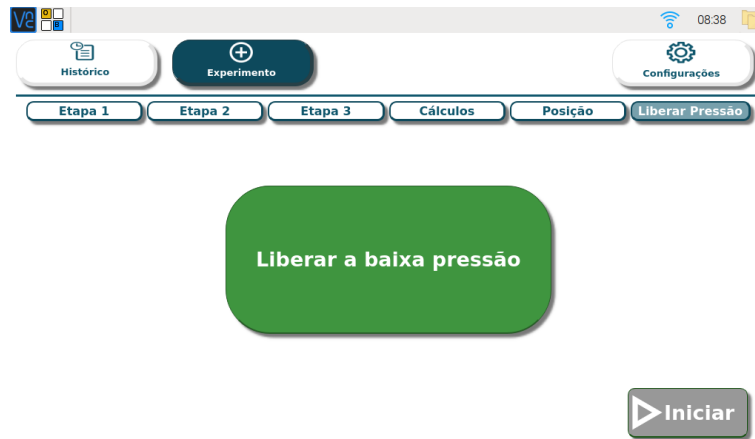 08:38
Histórico
Experimento
Configurações
Etapa 1
Etapa 2
Etapa 3
Cálculos
Posição
Liberar Pressão
Liberar a baixa pressão
Iniciar